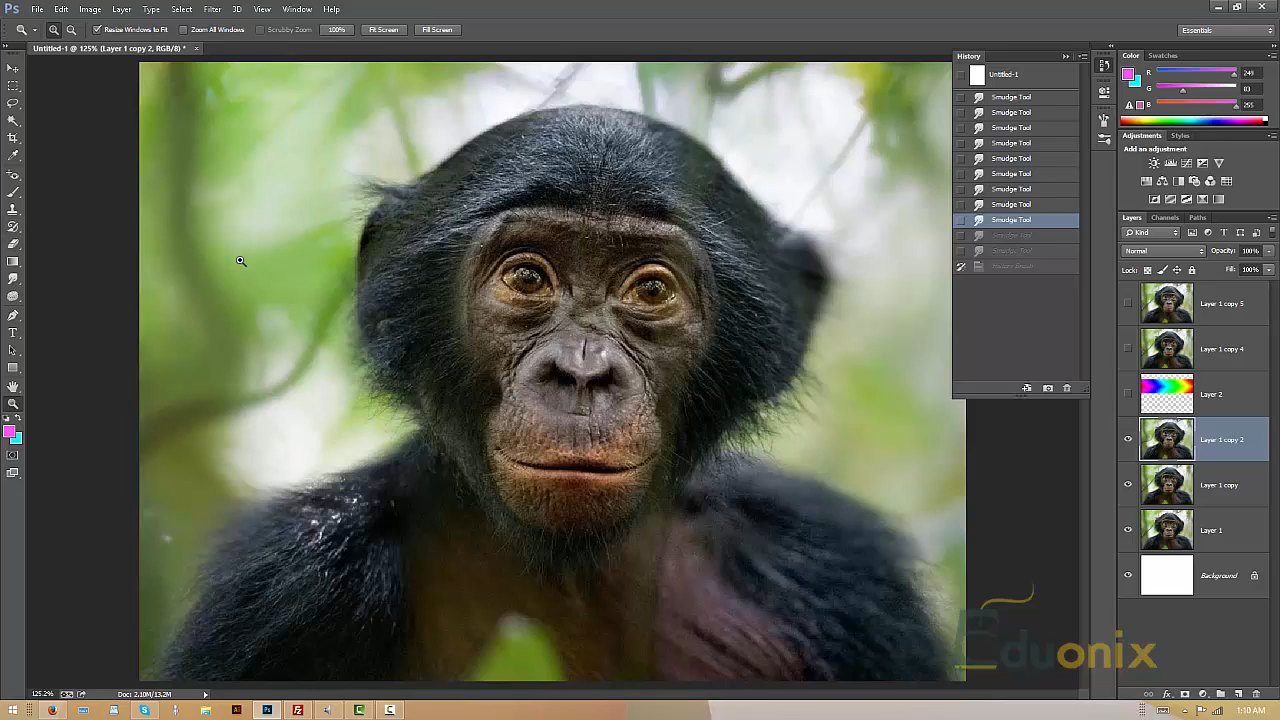 Ps File Edit Image Layer Type Select Filter 3D View Window Help
Resize Windows to Fit Zoom All Windows Scrubby Zoom 100% Fit Screen Fill Screen Essentials
Untitled-1 @ 125% (Layer 1 copy 2, RGB/8) * ×
History
Untitled-1
Smudge Tool
Smudge Tool
Smudge Tool
Smudge Tool
Smudge Tool
Smudge Tool
Smudge Tool
Smudge Tool
Smudge Tool
Smudge Tool
Smudge Tool
History Brush
Color Swatches
R 249
G 83
B 255
Adjustments Styles
Add an adjustment
Layers Channels Paths
Kind
Normal Opacity: 100%
Lock: Fill: 100%
Layer 1 copy 5
Layer 1 copy 4
Layer 2
Layer 1 copy 2
Layer 1 copy
Layer 1
Background
Eduonix
125.2% Doc: 2.10M/13.2M
1:10 AM